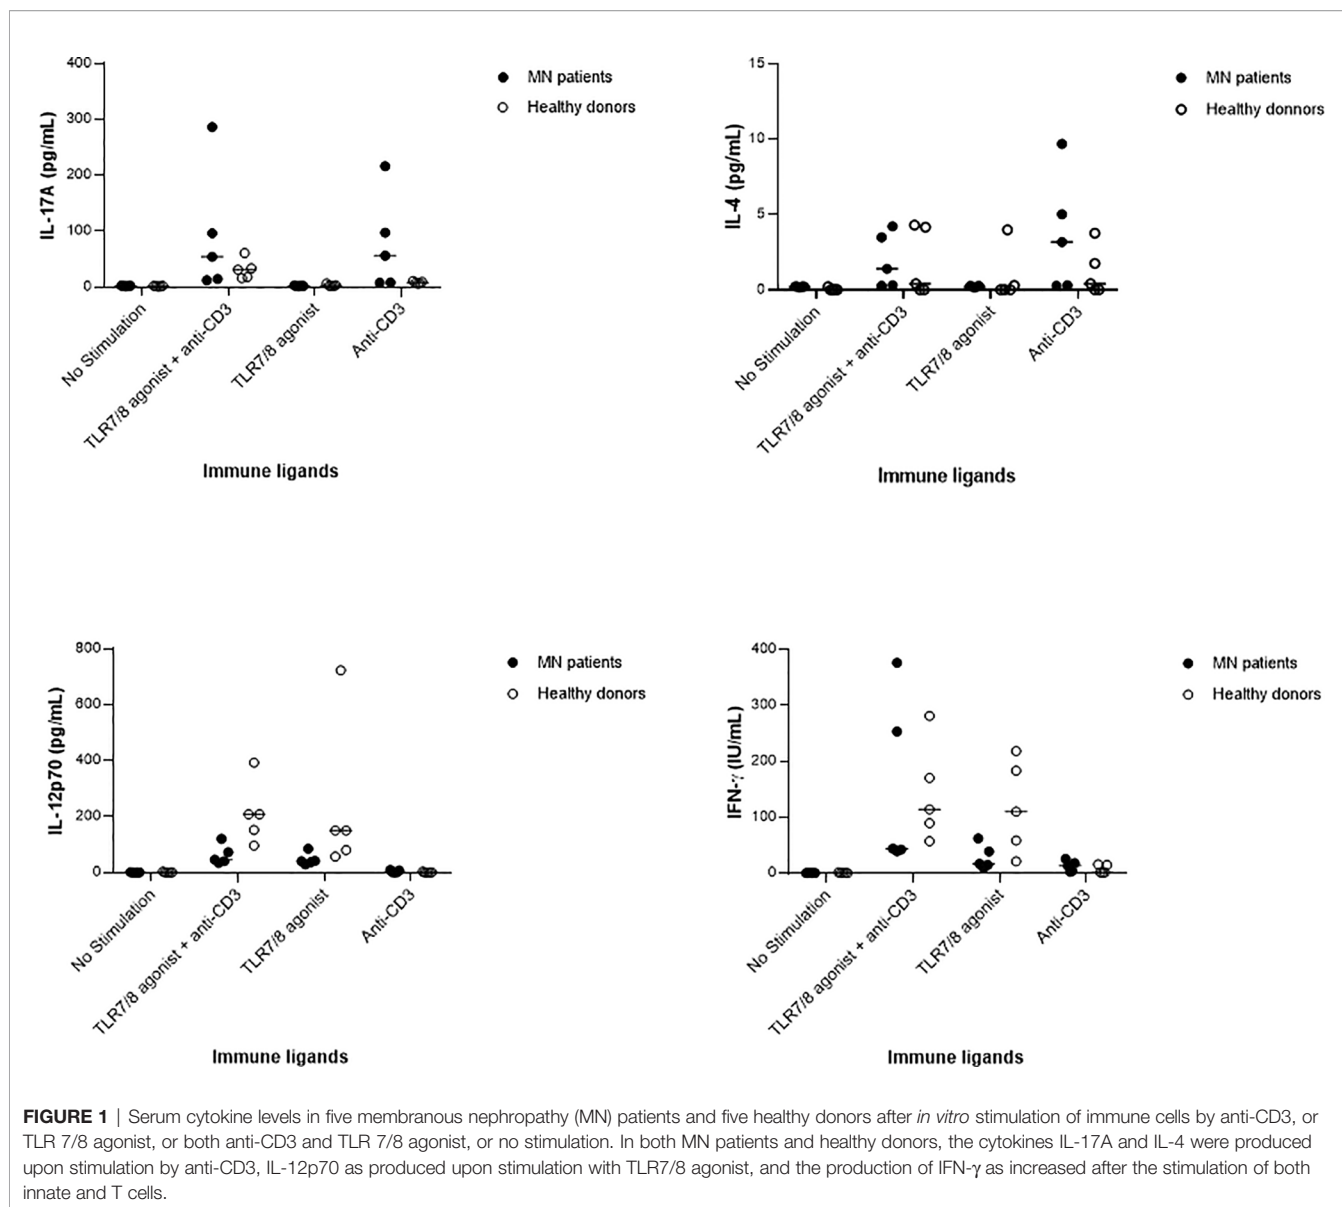 400
300
200
100
0
IL-17A (pg/mL)
MN patients
Healthy donors
No Stimulation
TLR7/8 agonist + anti-CD3
TLR7/8 agonist
Anti-CD3
Immune ligands
15
10
5
0
IL-4 (pg/mL)
MN patients
Healthy donnors
No Stimulation
TLR7/8 agonist + anti-CD3
TLR7/8 agonist
Anti-CD3
Immune ligands
800
600
400
200
0
IL-12p70 (pg/mL)
MN patients
Healthy donors
No Stimulation
TLR7/8 agonist + anti-CD3
TLR7/8 agonist
Anti-CD3
Immune ligands
400
300
200
100
0
IFN-γ (IU/mL)
MN patients
Healthy donors
No Stimulation
TLR7/8 agonist + anti-CD3
TLR7/8 agonist
Anti-CD3
Immune ligands
FIGURE 1 | Serum cytokine levels in five membranous nephropathy (MN) patients and five healthy donors after in vitro stimulation of immune cells by anti-CD3, or
TLR 7/8 agonist, or both anti-CD3 and TLR 7/8 agonist, or no stimulation. In both MN patients and healthy donors, the cytokines IL-17A and IL-4 were produced
upon stimulation by anti-CD3, IL-12p70 as produced upon stimulation with TLR7/8 agonist, and the production of IFN-γ as increased after the stimulation of both
innate and T cells.